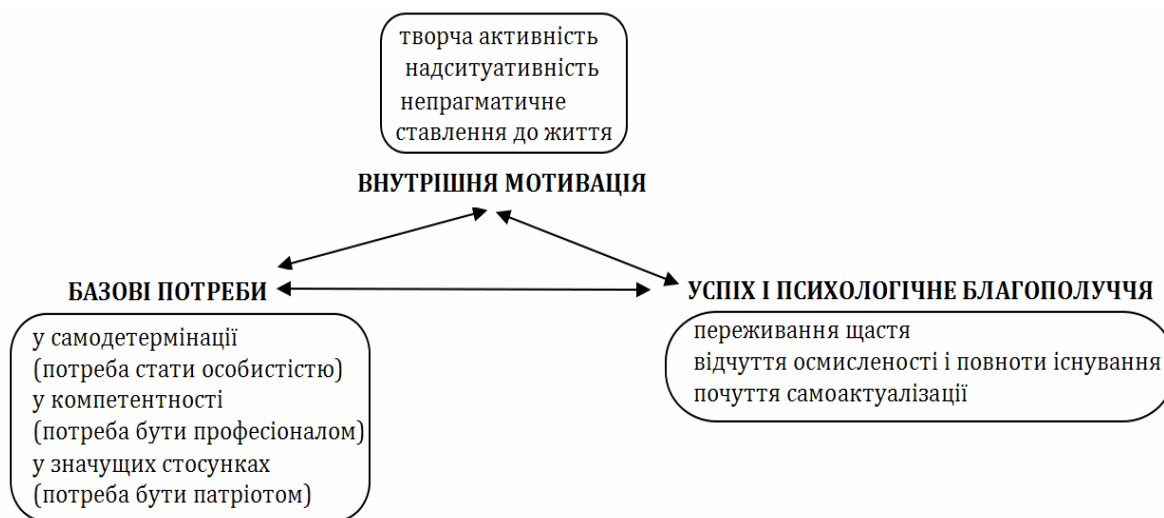 творча активність
надситуативність
непрагматичне
ставлення до життя
ВНУТРІШНЯ МОТИВАЦІЯ
БАЗОВІ ПОТРЕБИ
у самодетермінації
(потреба стати особистістю)
у компетентності
(потреба бути професіоналом)
у значущих стосунках
(потреба бути патріотом)
УСПІХ І ПСИХОЛОГІЧНЕ БЛАГОПОЛУЧЧЯ
переживання щастя
відчуття осмисленості і повноти існування
почуття самоактуалізації